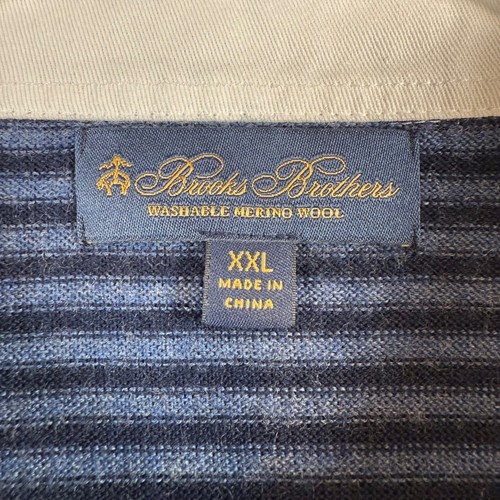 Brooks Brothers
WASHABLE MERINO WOOL
XXL
MADE IN
CHINA